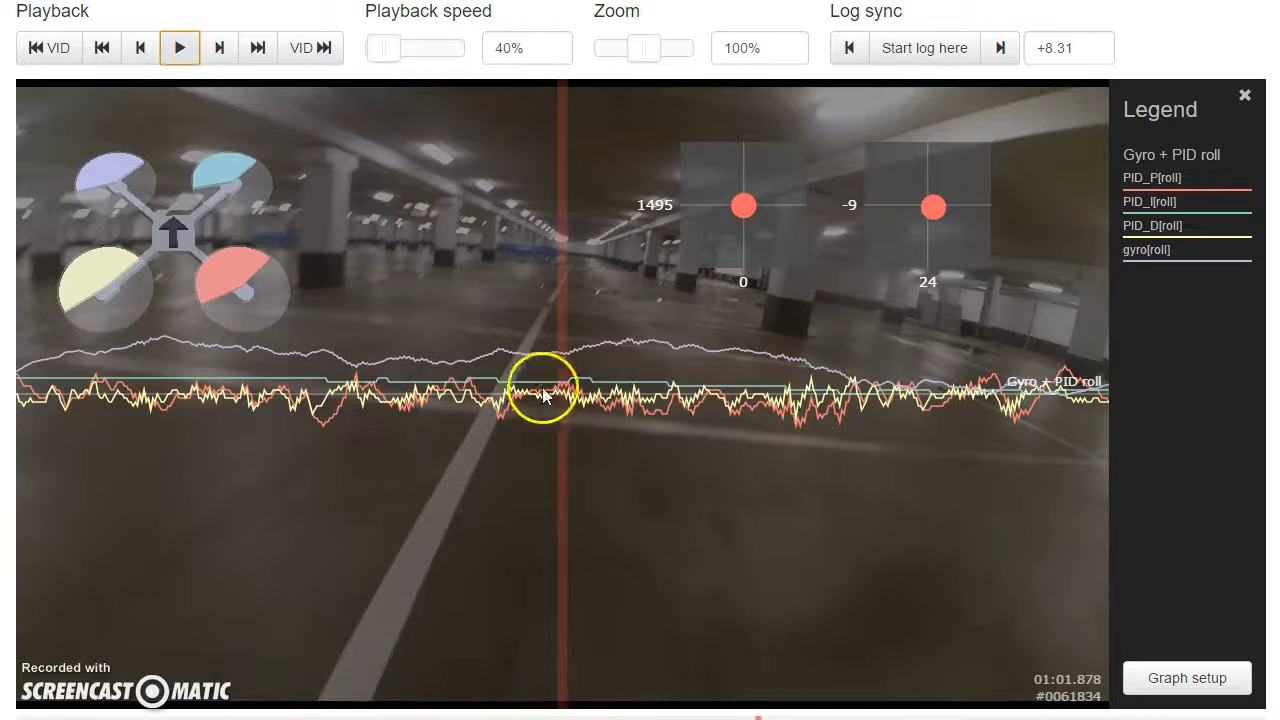 Playback
Playback speed
Zoom
Log sync
VID
VID
40%
100%
Start log here
+8.31
Legend
Gyro + PID roll
PID_P[roll]
PID_I[roll]
PID_D[roll]
gyro[roll]
1495
0
-9
24
Gyro + PID roll
Recorded with
SCREENCAST MATIC
01:01.878
#0061834
Graph setup